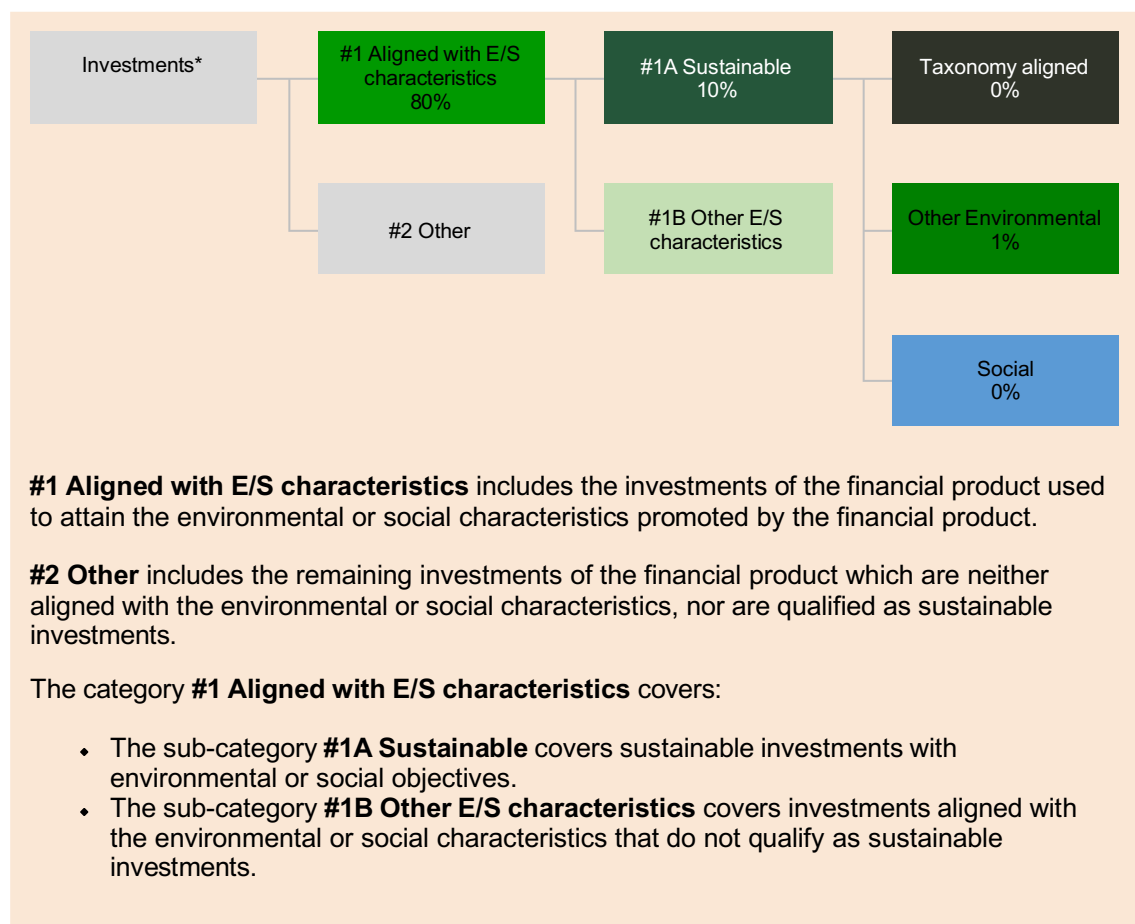 Investments*
#1 Aligned with E/S
characteristics
80%
#1A Sustainable
10%
Taxonomy aligned
0%
#2 Other
#1B Other E/S
characteristics
Other Environmental
1%
Social
0%
#1 Aligned with E/S characteristics includes the investments of the financial product used
to attain the environmental or social characteristics promoted by the financial product.
#2 Other includes the remaining investments of the financial product which are neither
aligned with the environmental or social characteristics, nor are qualified as sustainable
investments.
The category #1 Aligned with E/S characteristics covers:
• The sub-category #1A Sustainable covers sustainable investments with
environmental or social objectives.
• The sub-category #1B Other E/S characteristics covers investments aligned with
the environmental or social characteristics that do not qualify as sustainable
investments.